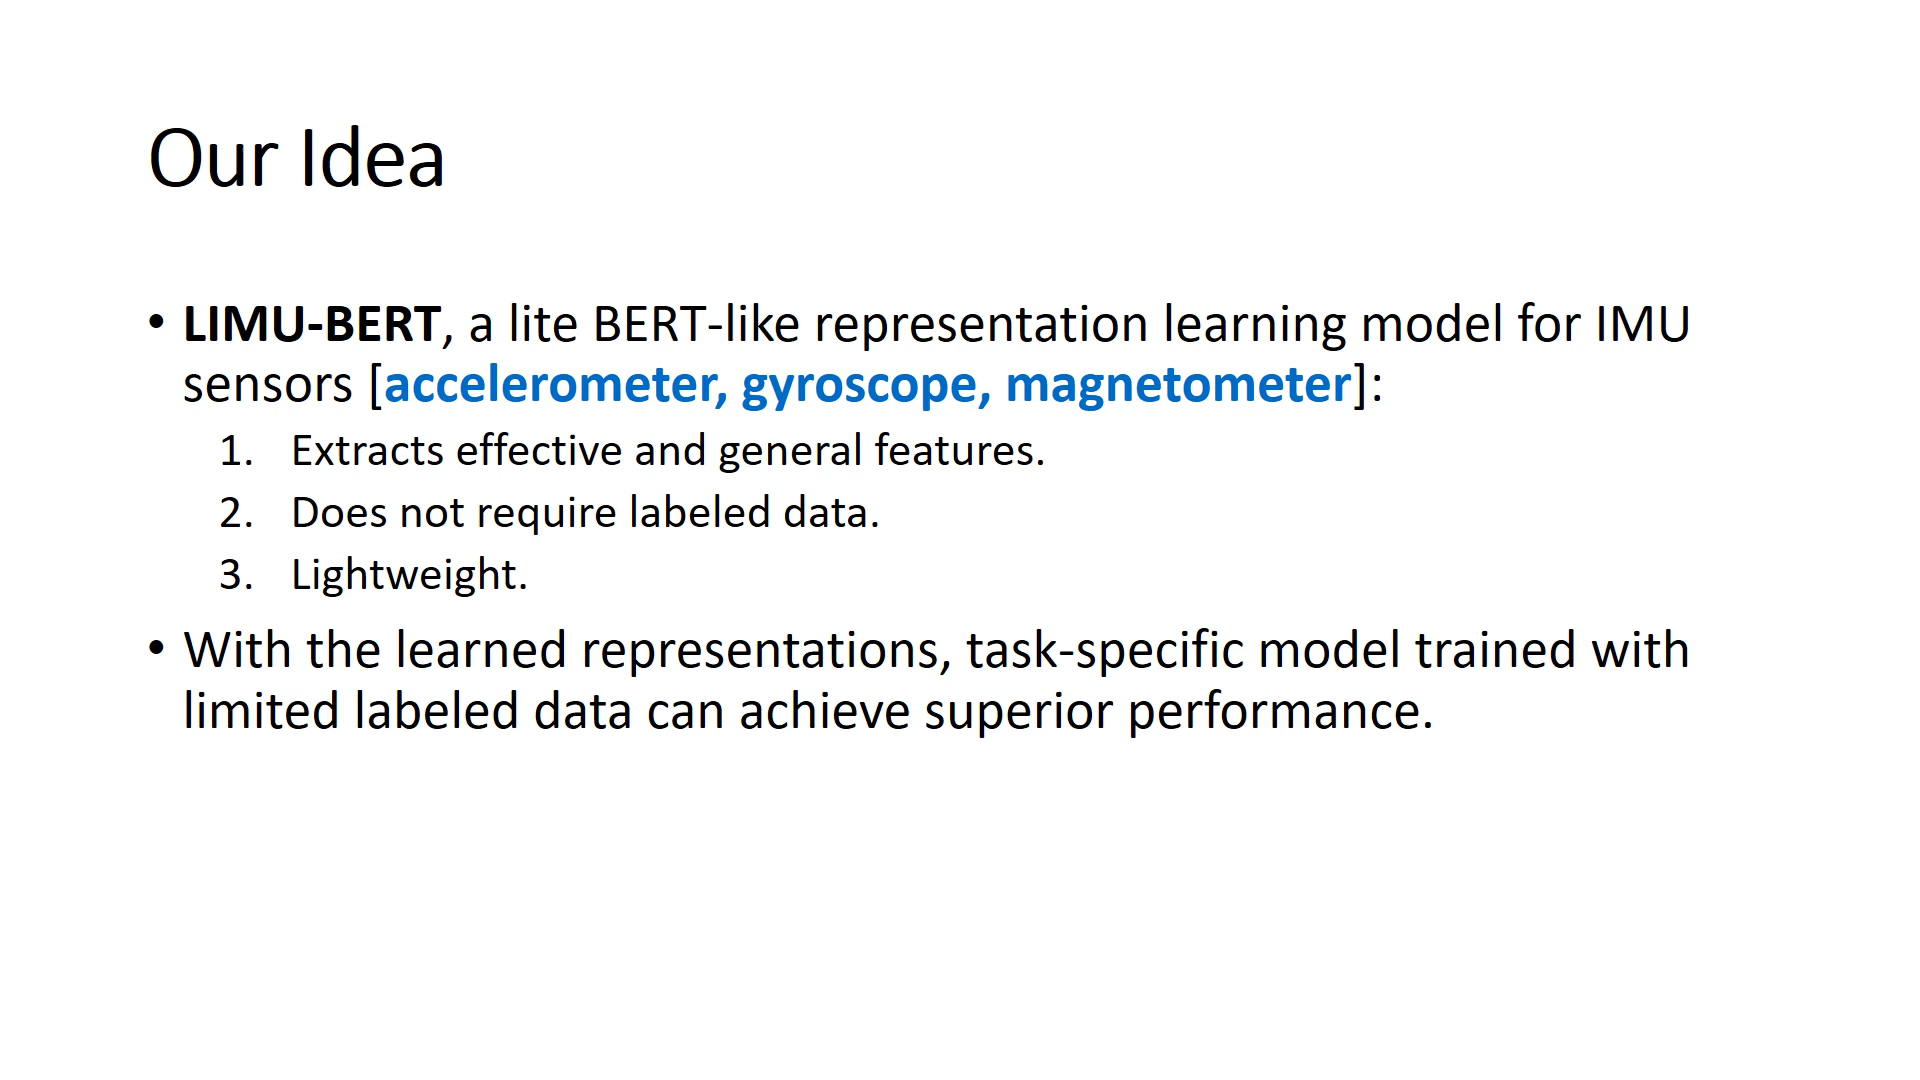 Our Idea
• LIMU-BERT, a lite BERT-like representation learning model for IMU
sensors [accelerometer, gyroscope, magnetometer]:
1. Extracts effective and general features.
2. Does not require labeled data.
3. Lightweight.
• With the learned representations, task-specific model trained with
limited labeled data can achieve superior performance.